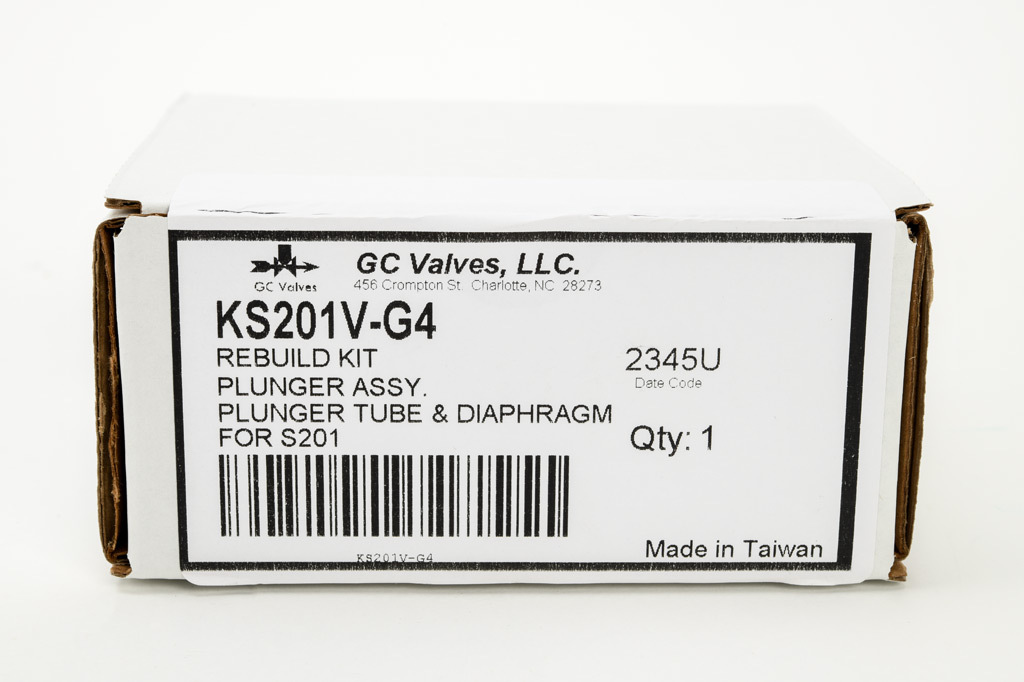 GC Valves
GC Valves, LLC.
456 Crompton St. Charlotte, NC 28273
KS201V-G4
REBUILD KIT
PLUNGER ASSY.
PLUNGER TUBE & DIAPHRAGM
FOR S201
2345U
Date Code
Qty: 1
KS201V-G4
Made in Taiwan